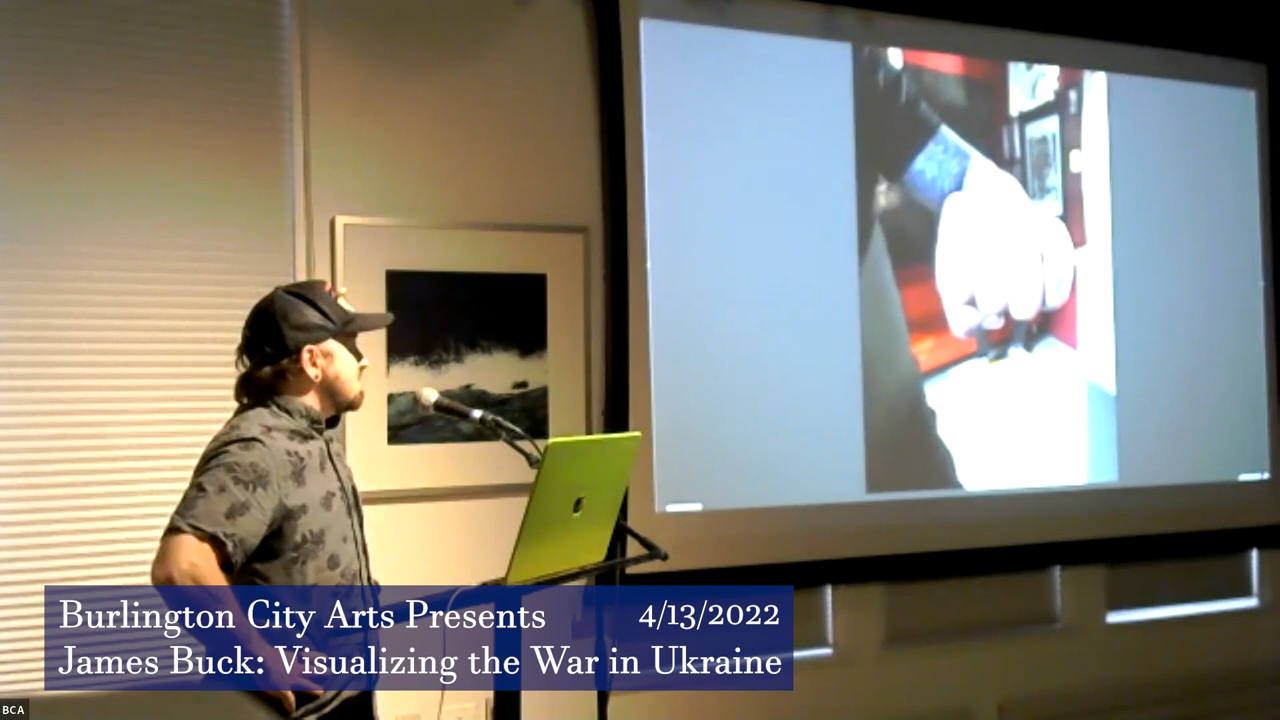 Burlington City Arts Presents 4/13/2022
James Buck: Visualizing the War in Ukraine
BCA